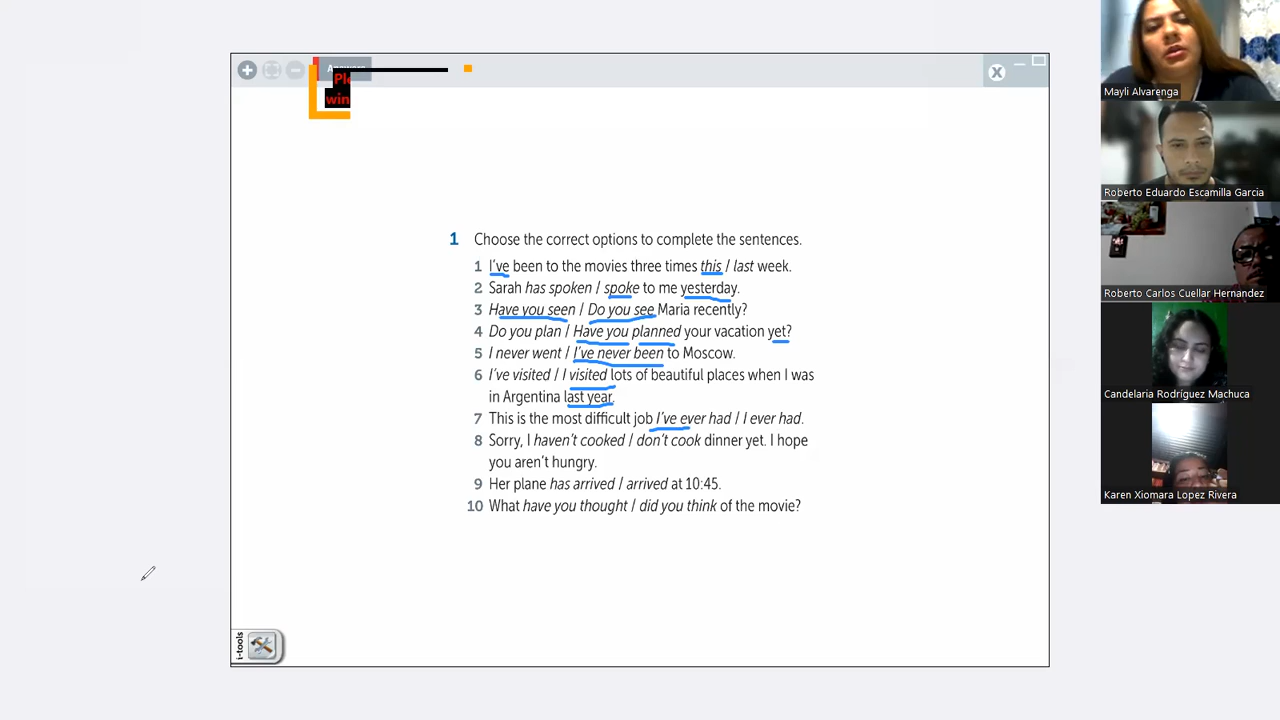 Answers
win
1 Choose the correct options to complete the sentences.
1 I've been to the movies three times this / last week.
2 Sarah has spoken / spoke to me yesterday.
3 Have you seen / Do you see Maria recently?
4 Do you plan / Have you planned your vacation yet?
5 I never went / I've never been to Moscow.
6 I've visited / I visited lots of beautiful places when I was
in Argentina last year.
7 This is the most difficult job I've ever had / I ever had.
8 Sorry, I haven't cooked / don't cook dinner yet. I hope
you aren't hungry.
9 Her plane has arrived / arrived at 10:45.
10 What have you thought / did you think of the movie?
i-tools
X
Mayli Alvarenga
Roberto Eduardo Escamilla Garcia
Roberto Carlos Cuellar Hernandez
Candelaria Rodríguez Machuca
Karen Xiomara Lopez Rivera